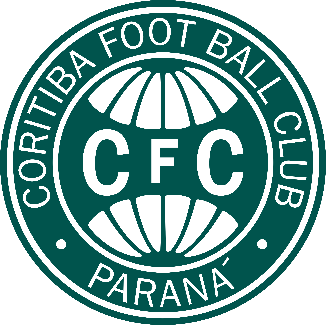 CORITIBA FOOT BALL CLUB
CFC
PARANÁ